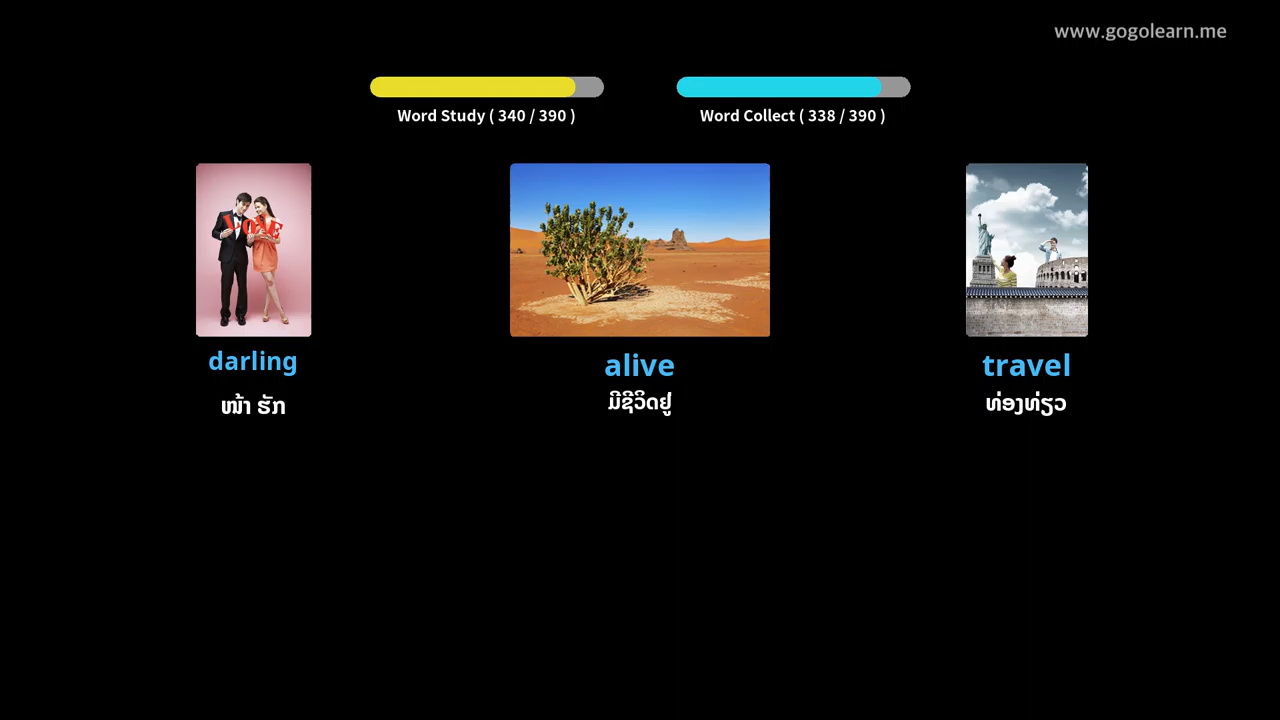 www.gogolearn.me
Word Study ( 340 / 390 )
Word Collect ( 338 / 390 )
LOVE
darling
ໜ້າ ຮັກ
alive
ມີຊີວິດຢູ່
travel
ທ່ອງທ່ຽວ